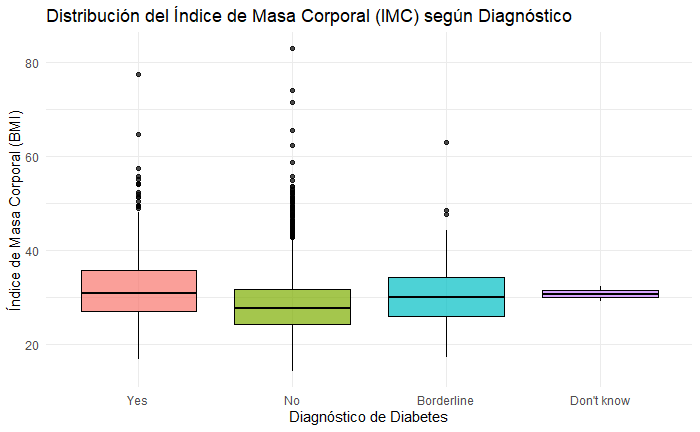 Distribución del Índice de Masa Corporal (IMC) según Diagnóstico
Índice de Masa Corporal (BMI)
80
60
40
20
Yes No Borderline Don't know
Diagnóstico de Diabetes